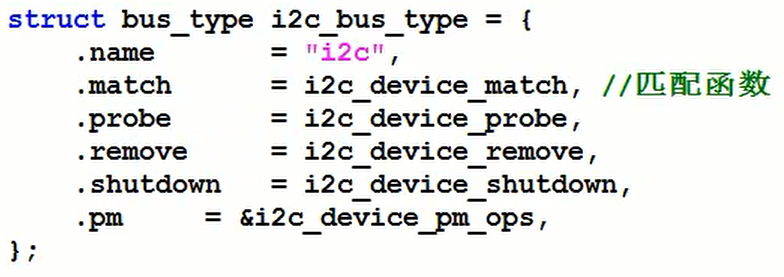 struct bus_type i2c_bus_type = {
    .name       = "i2c",
    .match      = i2c_device_match, //匹配函数
    .probe      = i2c_device_probe,
    .remove     = i2c_device_remove,
    .shutdown   = i2c_device_shutdown,
    .pm     = &i2c_device_pm_ops,
};